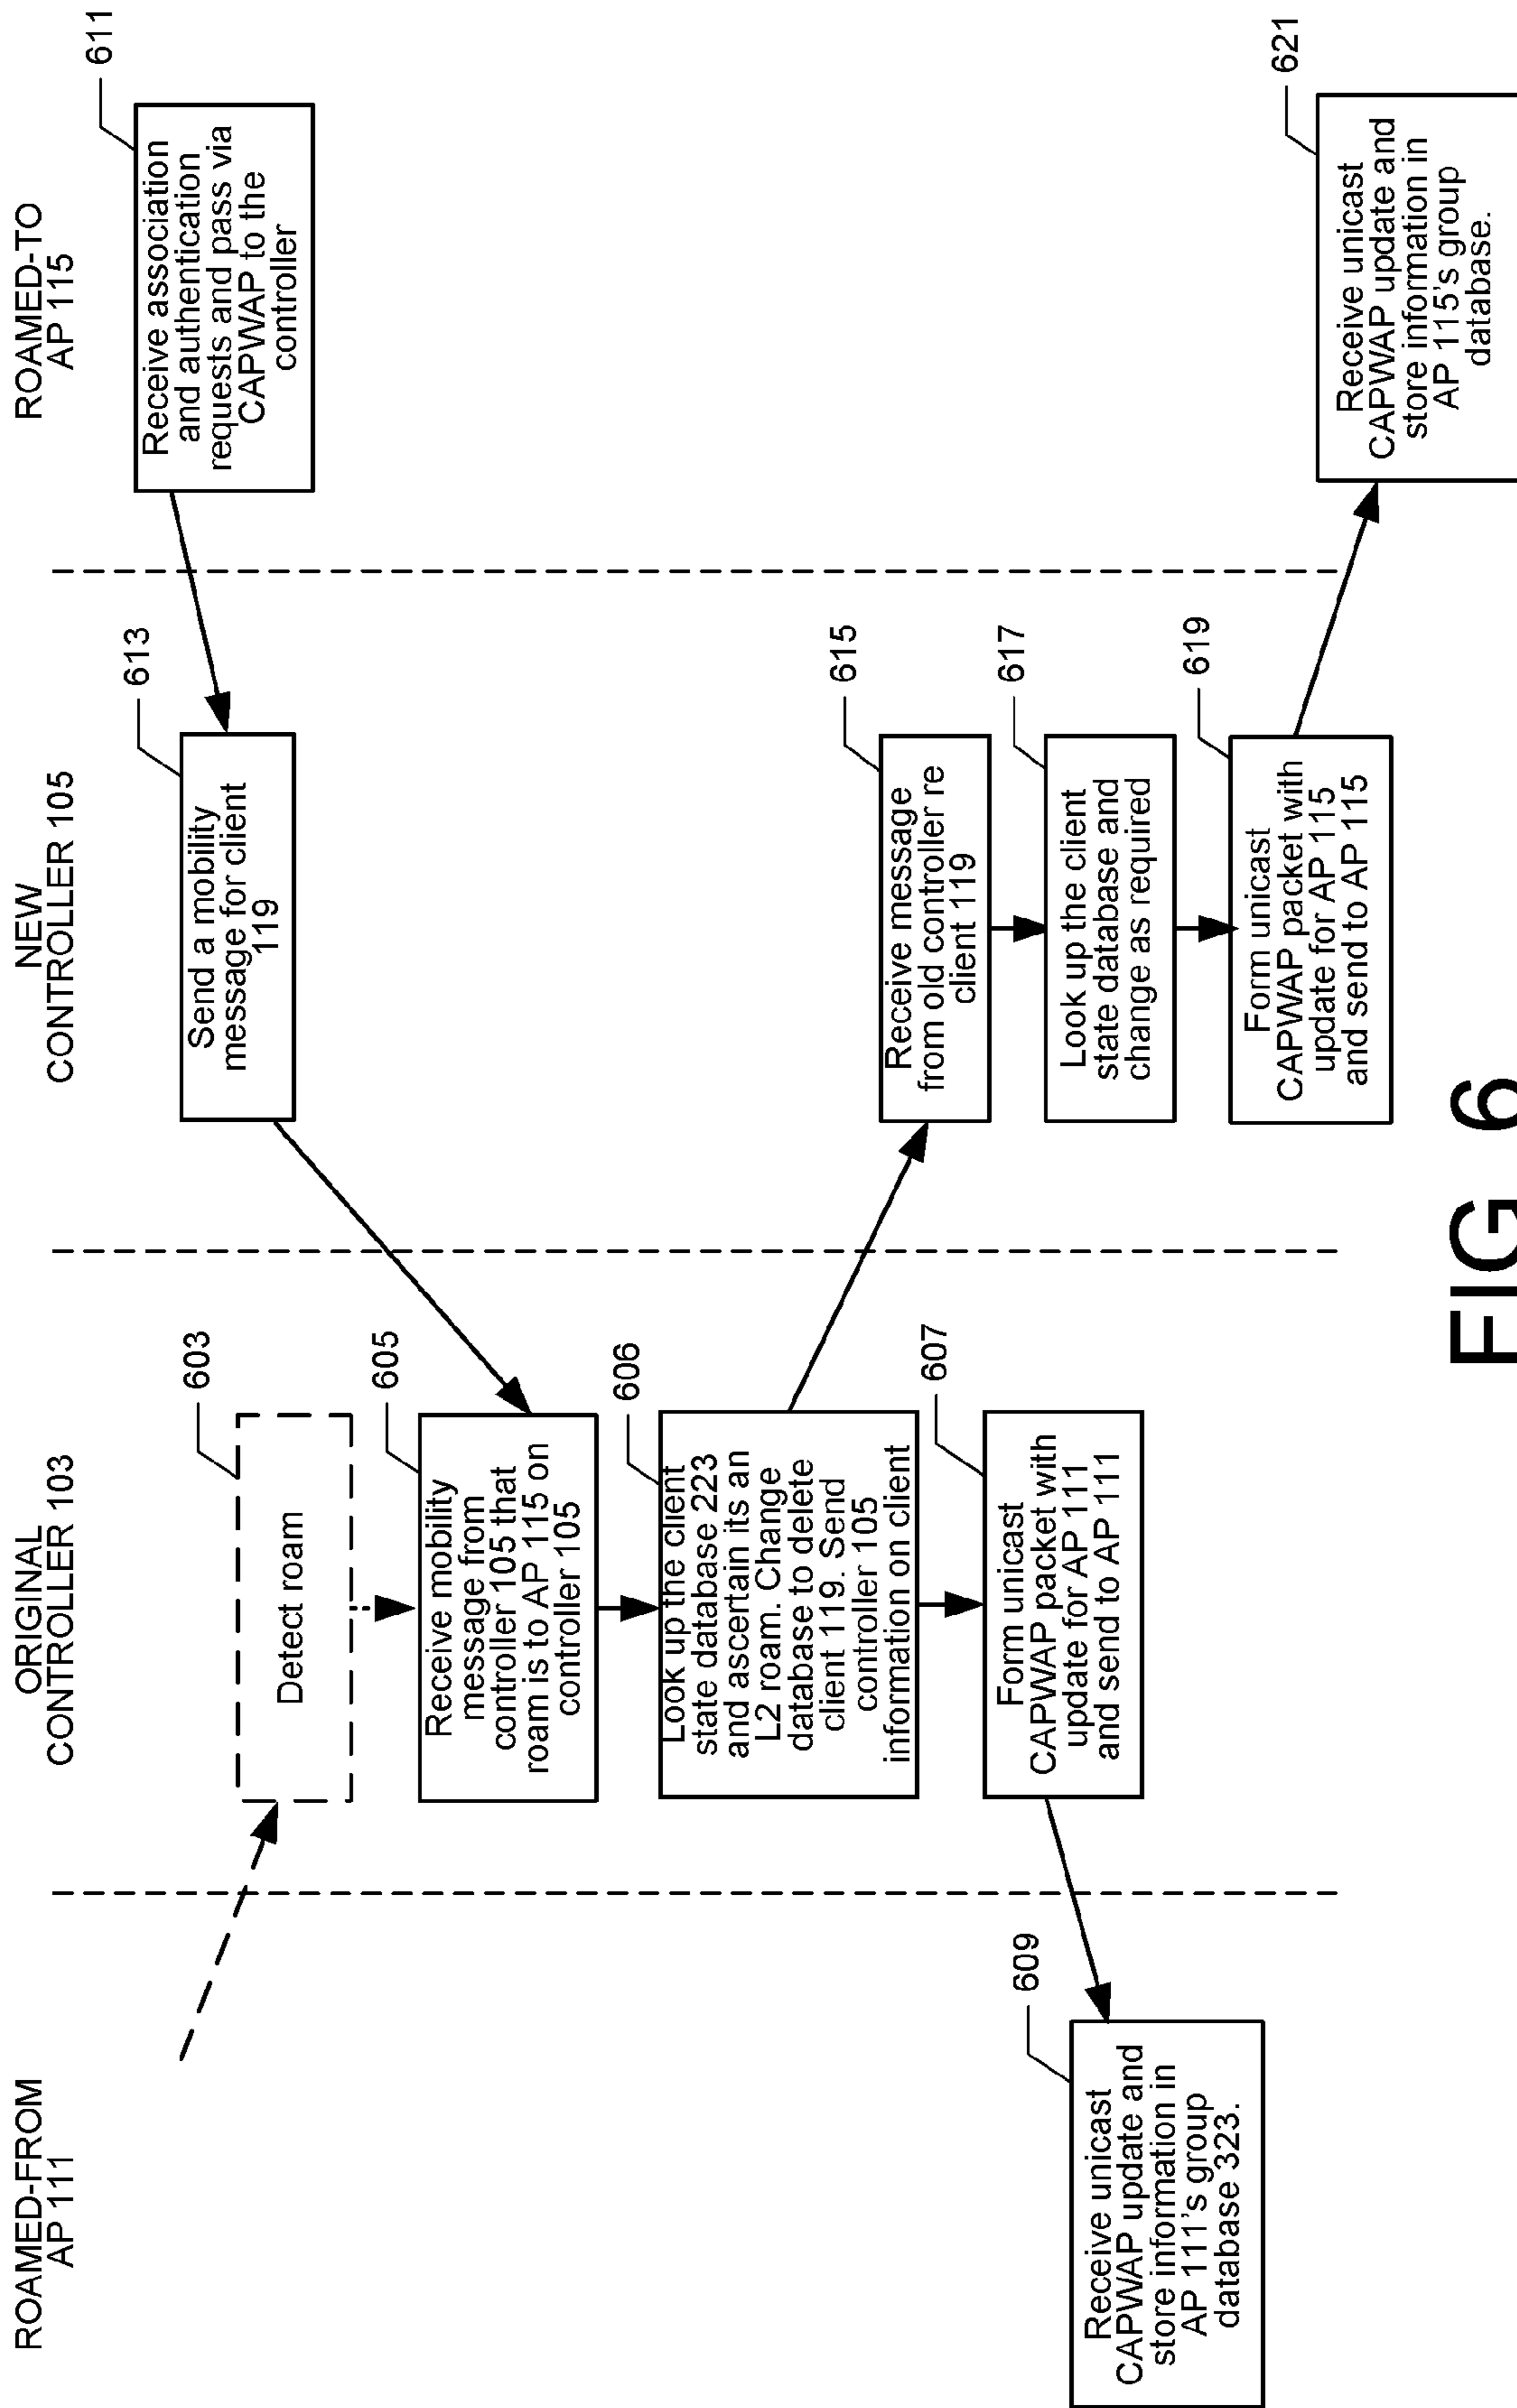 ROAMED-FROM
AP 111
ORIGINAL
CONTROLLER 103
NEW
CONTROLLER 105
ROAMED-TO
AP 115
611
Receive association
and authentication
requests and pass via
CAPWAP to the
controller
613
Send a mobility
message for client
119
603
Detect roam
605
Receive mobility
message from
controller 105 that
roam is to AP 115 on
controller 105
606
Look up the client
state database 223
and ascertain its an
L2 roam. Change
database to delete
client 119. Send
controller 105
information on client
607
Form unicast
CAPWAP packet with
update for AP 111
and send to AP 111
609
Receive unicast
CAPWAP update and
store information in
AP 111's group
database 323.
615
Receive message
from old controller re
client 119
617
Look up the client
state database and
change as required
619
Form unicast
CAPWAP packet with
update for AP 115
and send to AP 115
621
Receive unicast
CAPWAP update and
store information in
AP 115's group
database.
FIG 6